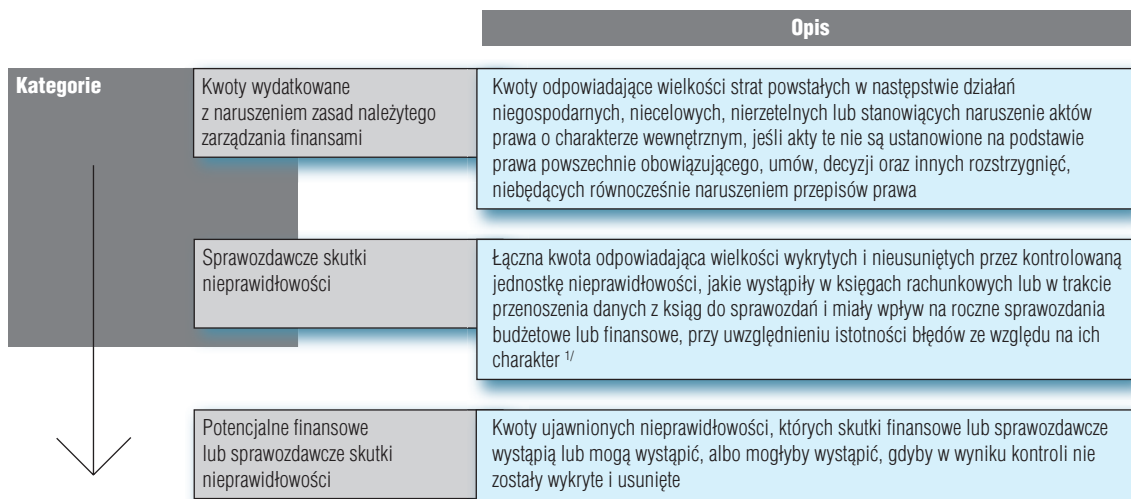 Opis
Kategorie
Kwoty wydatkowane
z naruszeniem zasad należytego
zarządzania finansami
Kwoty odpowiadające wielkości strat powstałych w następstwie działań
niegospodarnych, niecelowych, nierzetelnych lub stanowiących naruszenie aktów
prawa o charakterze wewnętrznym, jeśli akty te nie są ustanowione na podstawie
prawa powszechnie obowiązującego, umów, decyzji oraz innych rozstrzygnięć,
niebędących równocześnie naruszeniem przepisów prawa
Sprawozdawcze skutki
nieprawidłowości
Łączna kwota odpowiadająca wielkości wykrytych i nieusuniętych przez kontrolowaną
jednostkę nieprawidłowości, jakie wystąpiły w księgach rachunkowych lub w trakcie
przenoszenia danych z ksiąg do sprawozdań i miały wpływ na roczne sprawozdania
budżetowe lub finansowe, przy uwzględnieniu istotności błędów ze względu na ich
charakter 1/
Potencjalne finansowe
lub sprawozdawcze skutki
nieprawidłowości
Kwoty ujawnionych nieprawidłowości, których skutki finansowe lub sprawozdawcze
wystąpią lub mogą wystąpić, albo mogłyby wystąpić, gdyby w wyniku kontroli nie
zostały wykryte i usunięte